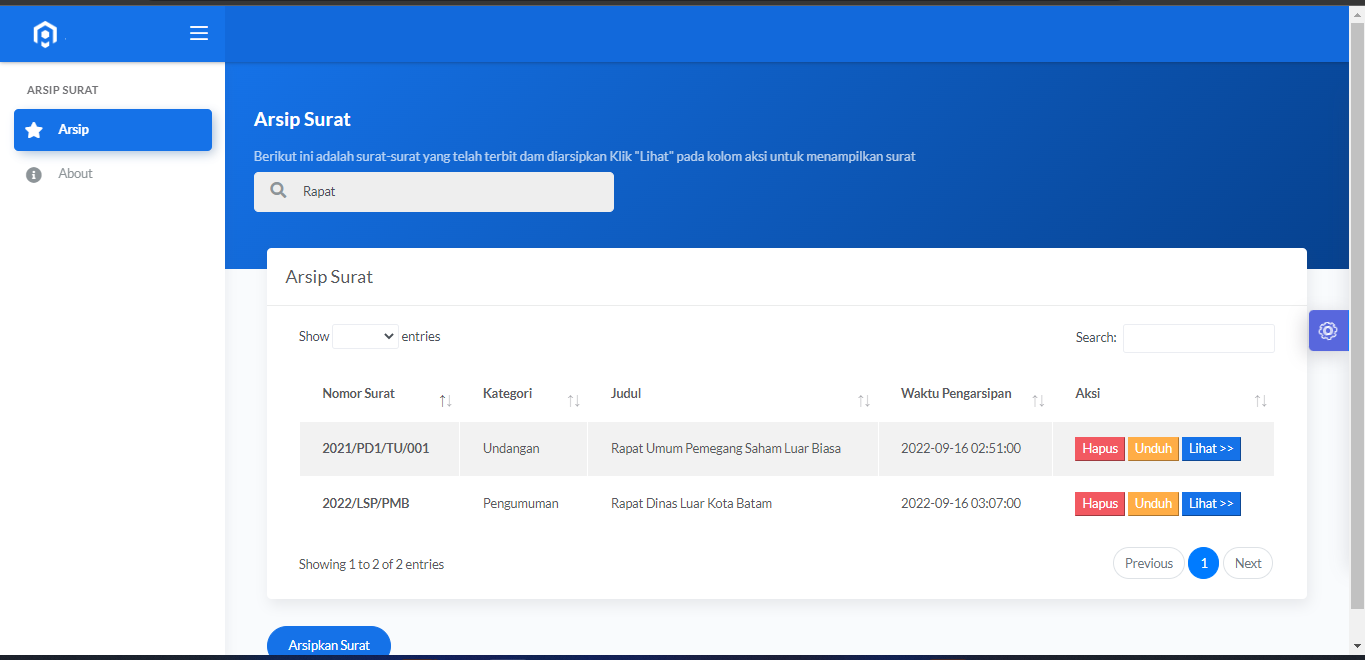 ARSIP SURAT
Arsip
About
Arsip Surat
Berikut ini adalah surat-surat yang telah terbit dam diarsipkan Klik "Lihat" pada kolom aksi untuk menampilkan surat
Rapat
Arsip Surat
Show entries
Search:
Nomor Surat Kategori Judul Waktu Pengarsipan Aksi
2021/PD1/TU/001 Undangan Rapat Umum Pemegang Saham Luar Biasa 2022-09-16 02:51:00 Hapus Unduh Lihat >>
2022/LSP/PMB Pengumuman Rapat Dinas Luar Kota Batam 2022-09-16 03:07:00 Hapus Unduh Lihat >>
Showing 1 to 2 of 2 entries
Previous 1 Next
Arsipkan Surat